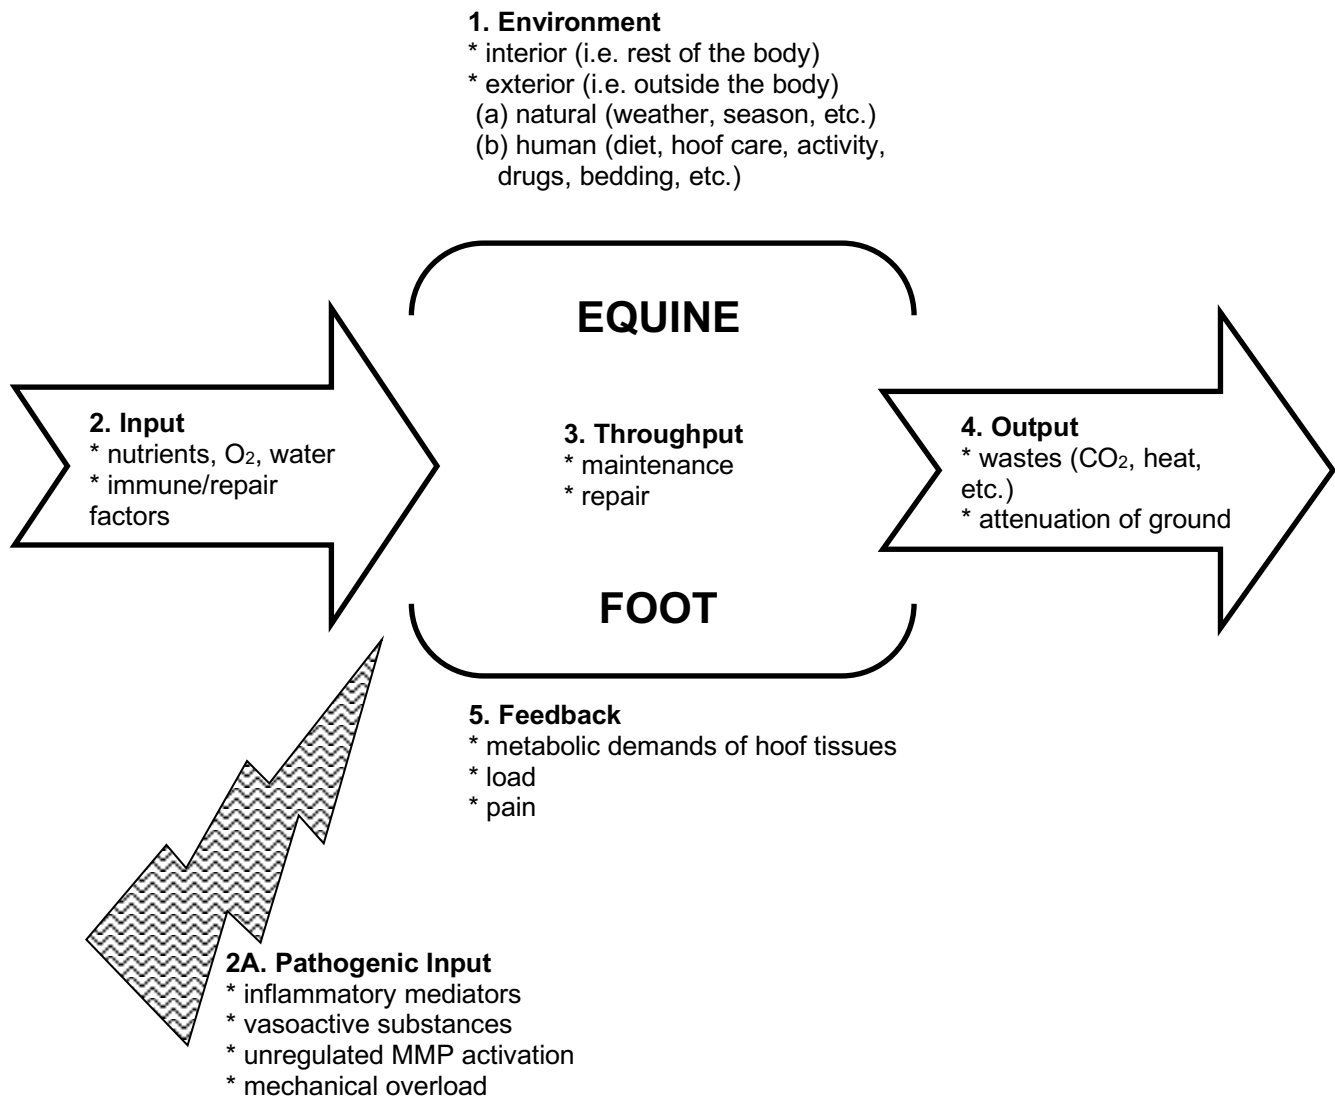 1. Environment
* interior (i.e. rest of the body)
* exterior (i.e. outside the body)
(a) natural (weather, season, etc.)
(b) human (diet, hoof care, activity,
drugs, bedding, etc.)
EQUINE
2. Input
* nutrients, O2, water
* immune/repair
factors
3. Throughput
* maintenance
* repair
4. Output
* wastes (CO2, heat,
etc.)
* attenuation of ground
FOOT
5. Feedback
* metabolic demands of hoof tissues
* load
* pain
2A. Pathogenic Input
* inflammatory mediators
* vasoactive substances
* unregulated MMP activation
* mechanical overload